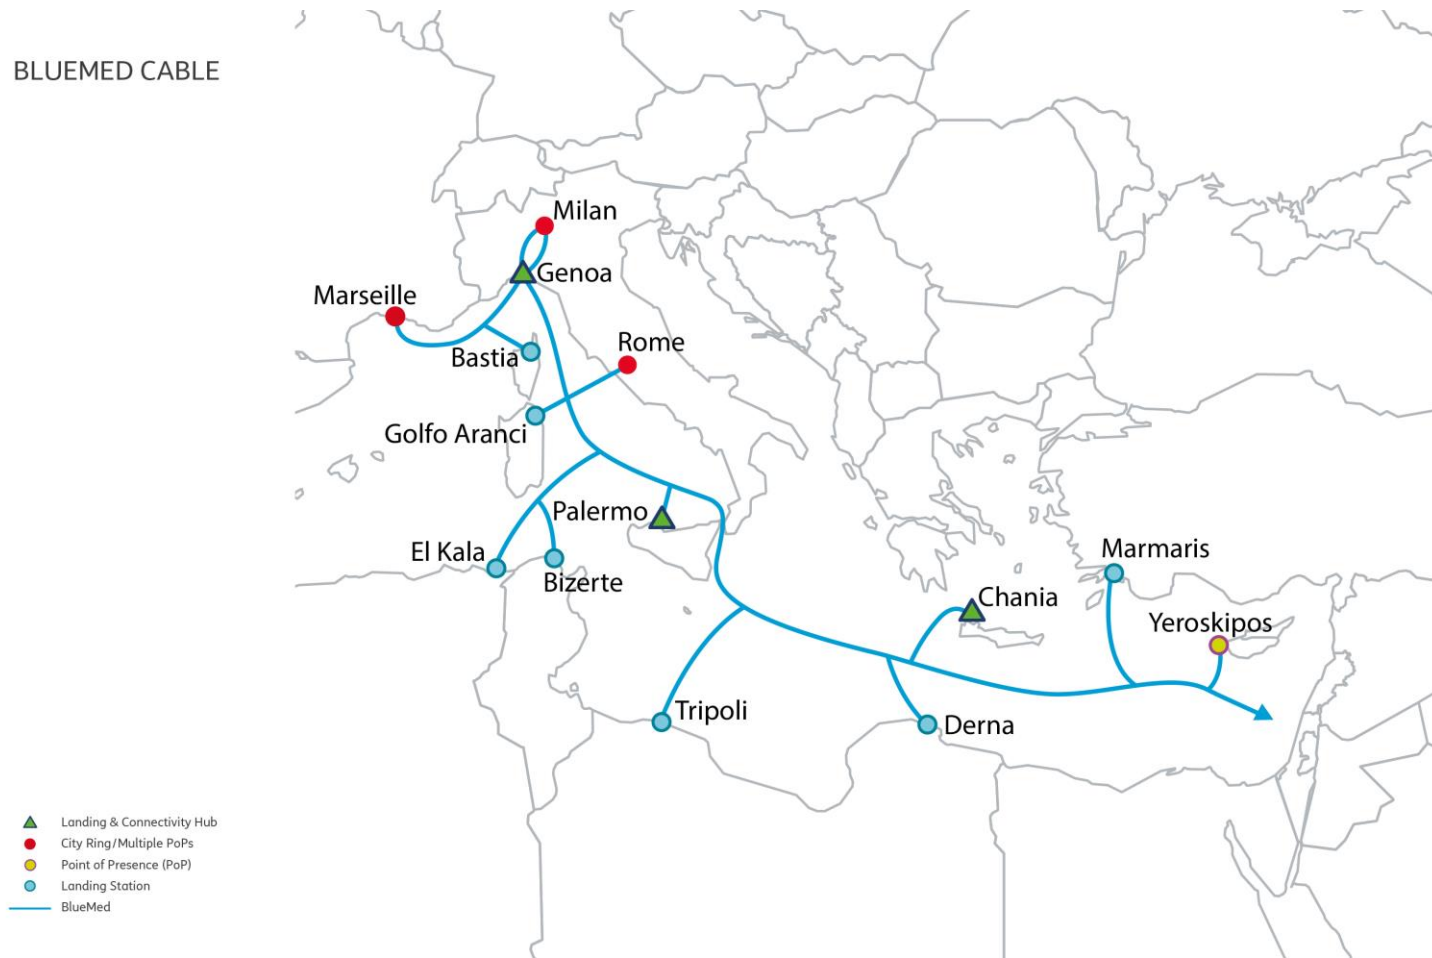 BLUEMED CABLE
Milan
Genoa
Marseille
Rome
Bastia
Golfo Aranci
Palermo
El Kala
Bizerte
Marmaris
Chania
Yeroskipos
Tripoli
Derna
Landing & Connectivity Hub
City Ring/Multiple PoPs
Point of Presence (PoP)
Landing Station
BlueMed